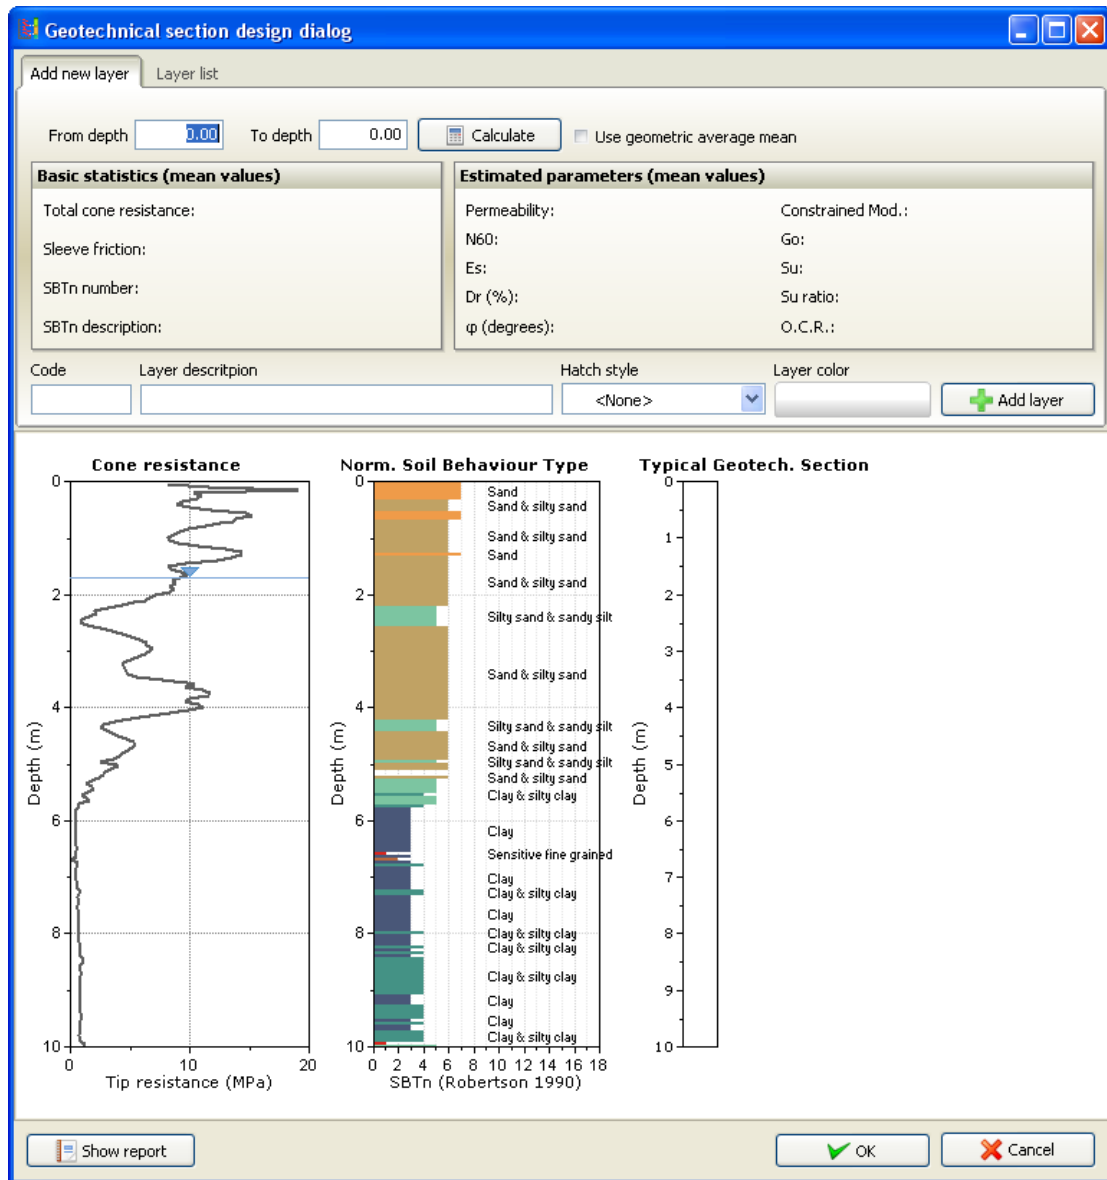 Geotechnical section design dialog
Add new layer Layer list
From depth 0.00 To depth 0.00 Calculate Use geometric average mean
Basic statistics (mean values) Estimated parameters (mean values)
Total cone resistance: Permeability: Constrained Mod.:
Sleeve friction: N60: Go:
SBTn number: Es: Su:
Dr (%): Su ratio:
SBTn description: φ (degrees): O.C.R.:
Code Layer descritpion Hatch style Layer color
<None> Add layer
Cone resistance
0
2
4
6
8
10
Depth (m)
0 10 20
Tip resistance (MPa)
Norm. Soil Behaviour Type
0
2
4
6
8
10
Depth (m)
Sand
Sand & silty sand
Sand & silty sand
Sand
Sand & silty sand
Silty sand & sandy silt
Sand & silty sand
Silty sand & sandy silt
Sand & silty sand
Silty sand & sandy silt
Sand & silty sand
Clay & silty clay
Clay
Sensitive fine grained
Clay
Clay & silty clay
Clay
Clay & silty clay
Clay & silty clay
Clay & silty clay
Clay
Clay
Clay & silty clay
0 2 4 6 8 10 12 14 16 18
SBTn (Robertson 1990)
Typical Geotech. Section
0
1
2
3
4
5
6
7
8
9
10
Depth (m)
Show report OK Cancel